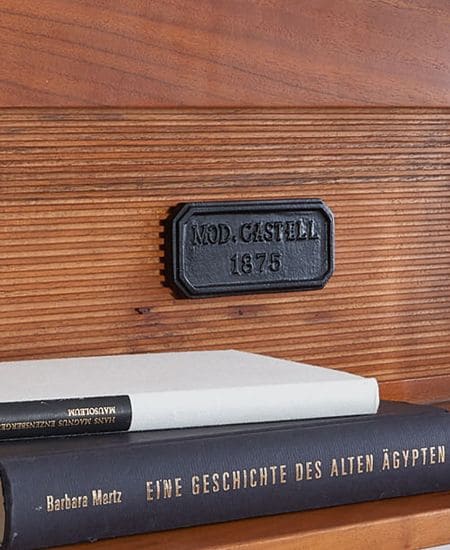 MOD. CASTELL
1875
HANS MAGNUS ENZENSBERGER
MAUSOLEUM
Barbara Mertz EINE GESCHICHTE DES ALTEN ÄGYPTEN